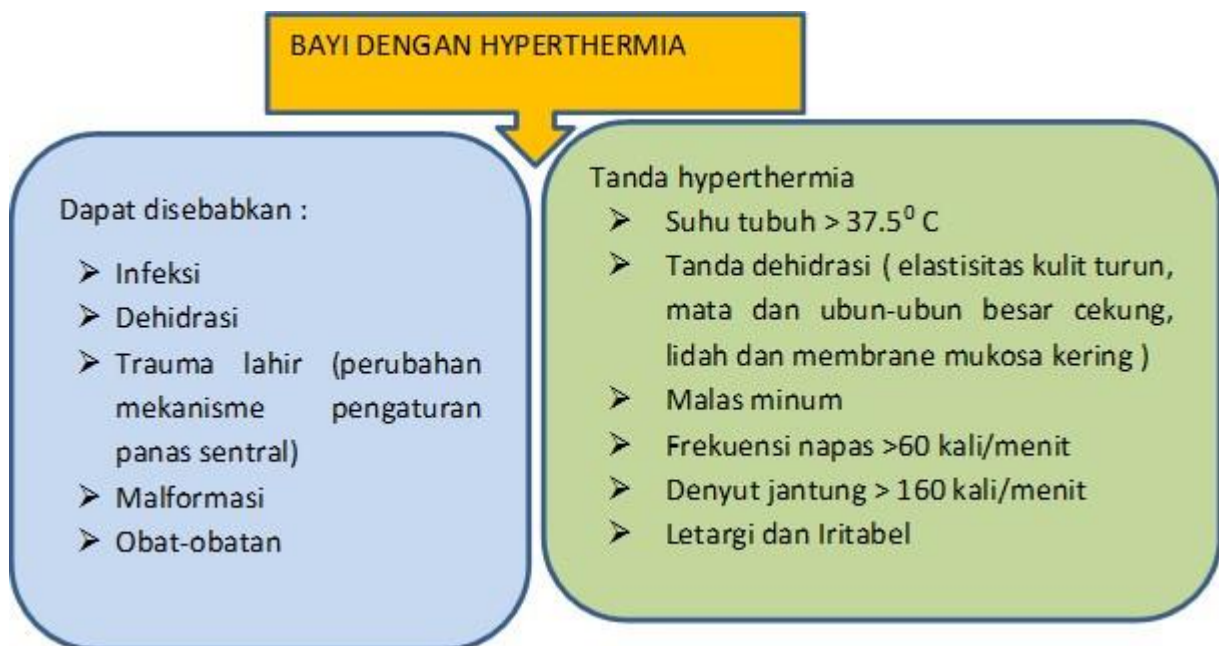 BAYI DENGAN HYPERTHERMIA
Dapat disebabkan :
➢ Infeksi
➢ Dehidrasi
➢ Trauma lahir (perubahan
mekanisme pengaturan
panas sentral)
➢ Malformasi
➢ Obat-obatan
Tanda hyperthermia
➢ Suhu tubuh > 37.5⁰ C
➢ Tanda dehidrasi ( elastisitas kulit turun,
mata dan ubun-ubun besar cekung,
lidah dan membrane mukosa kering )
➢ Malas minum
➢ Frekuensi napas >60 kali/menit
➢ Denyut jantung > 160 kali/menit
➢ Letargi dan Iritabel